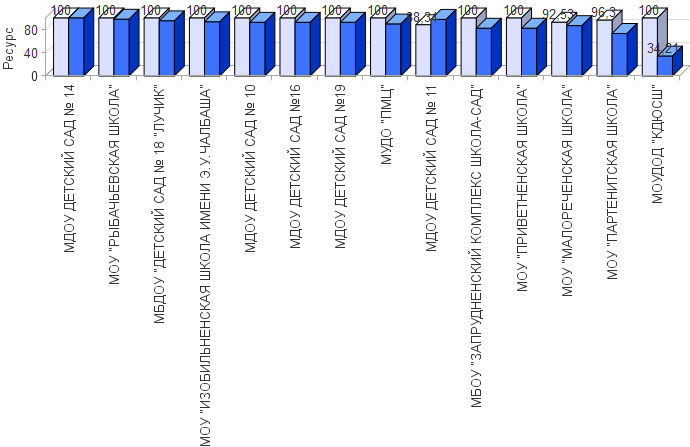 100 100 100 100 100 100 100 100 88,34 100 100 92,53 96,3 100
34,21
80
40
0
Ресурс
МДОУ ДЕТСКИЙ САД № 14
МОУ "РЫБАЧЬЕВСКАЯ ШКОЛА"
МБДОУ "ДЕТСКИЙ САД № 18 "ЛУЧИК"
МОУ "ИЗОБИЛЬНЕНСКАЯ ШКОЛА ИМЕНИ Э.У.ЧАЛБАША"
МДОУ ДЕТСКИЙ САД № 10
МДОУ ДЕТСКИЙ САД №16
МДОУ ДЕТСКИЙ САД №19
МУДО "ПМЦ"
МДОУ ДЕТСКИЙ САД № 11
МБОУ "ЗАПРУДНЕНСКИЙ КОМПЛЕКС ШКОЛА-САД"
МОУ "ПРИВЕТНЕНСКАЯ ШКОЛА"
МОУ "МАЛОРЕЧЕНСКАЯ ШКОЛА"
МОУ "ПАРТЕНИТСКАЯ ШКОЛА"
МОУДОД "КДЮСШ"